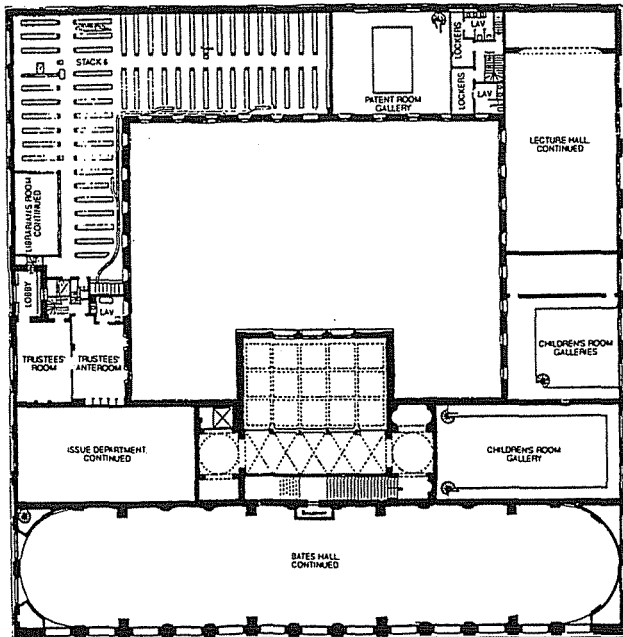 STACK 6
LOCKERS
LAV
LOCKERS
LAV
PATENT ROOM
GALLERY
LECTURE HALL
CONTINUED
LIBRARIAN'S ROOM
CONTINUED
LOBBY
LAV
TRUSTEES'
ROOM
TRUSTEES'
ANTEROOM
CHILDREN'S ROOM
GALLERIES
ISSUE DEPARTMENT
CONTINUED
CHILDREN'S ROOM
GALLERY
BATES HALL
CONTINUED